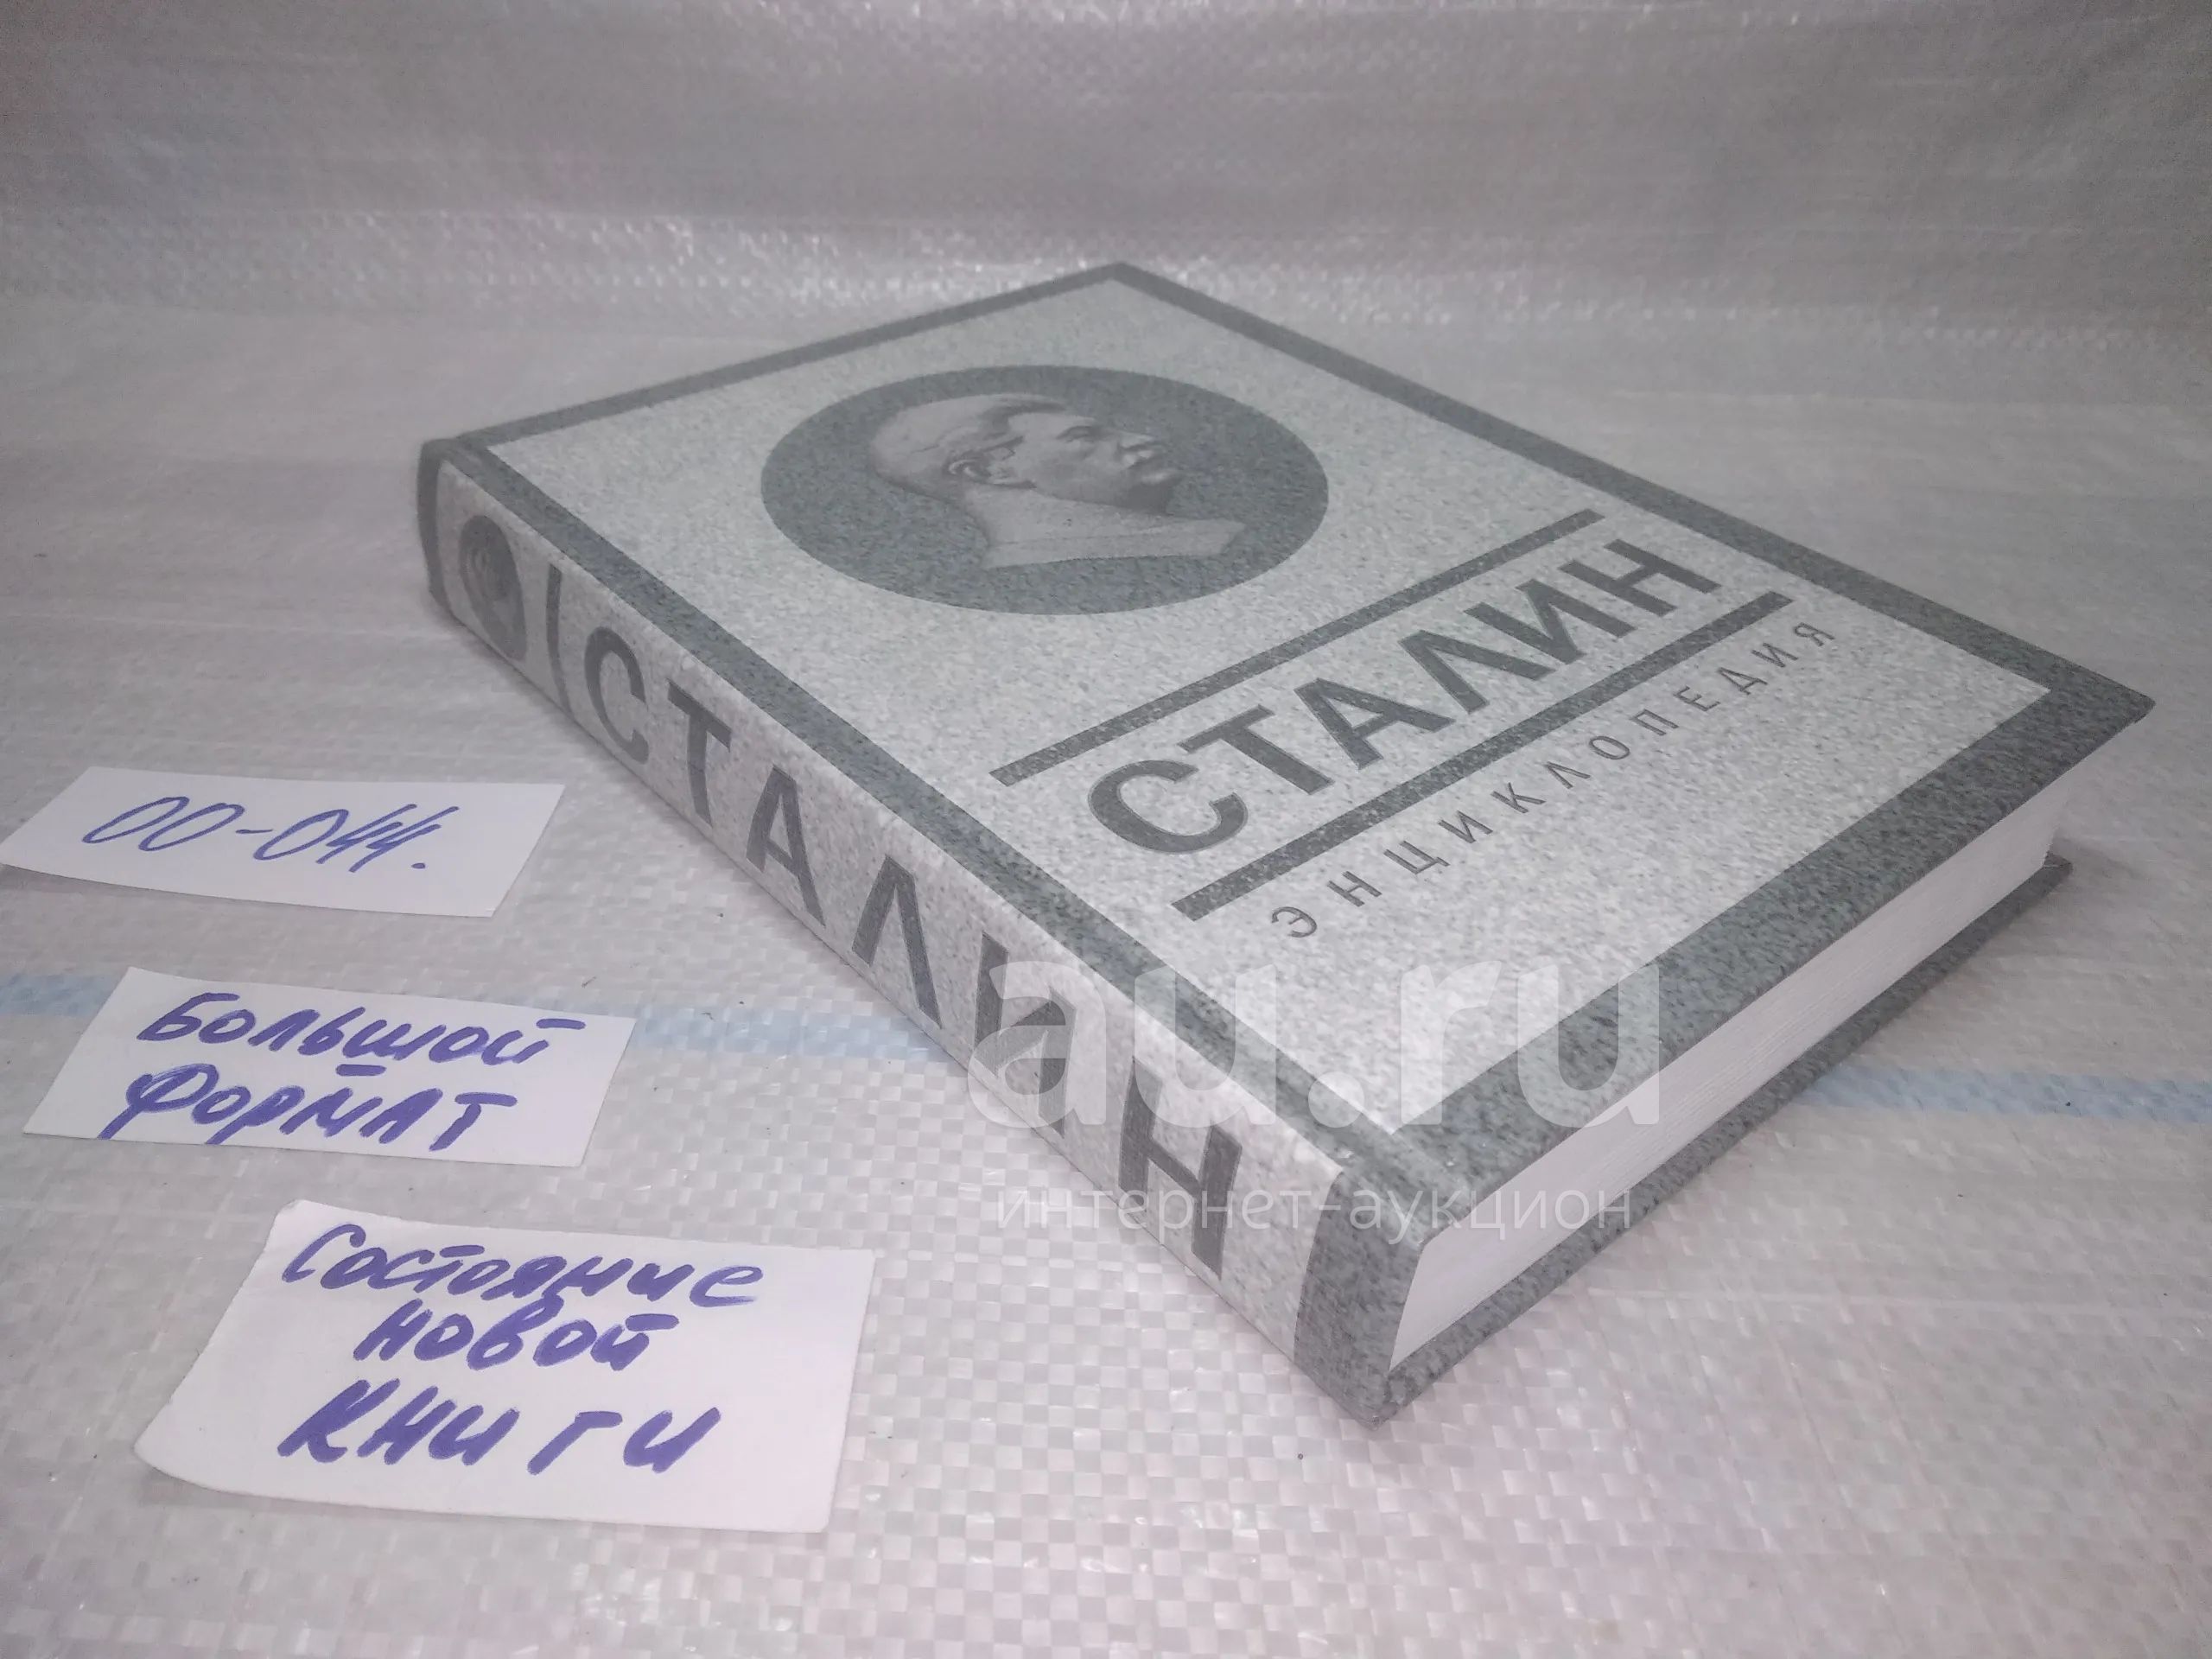 СТАЛИН
ЭНЦИКЛОПЕДИЯ
СТАЛИН
00-044.
Большой
формат
Состояние
новой
книги
au.ru
интернет-аукцион